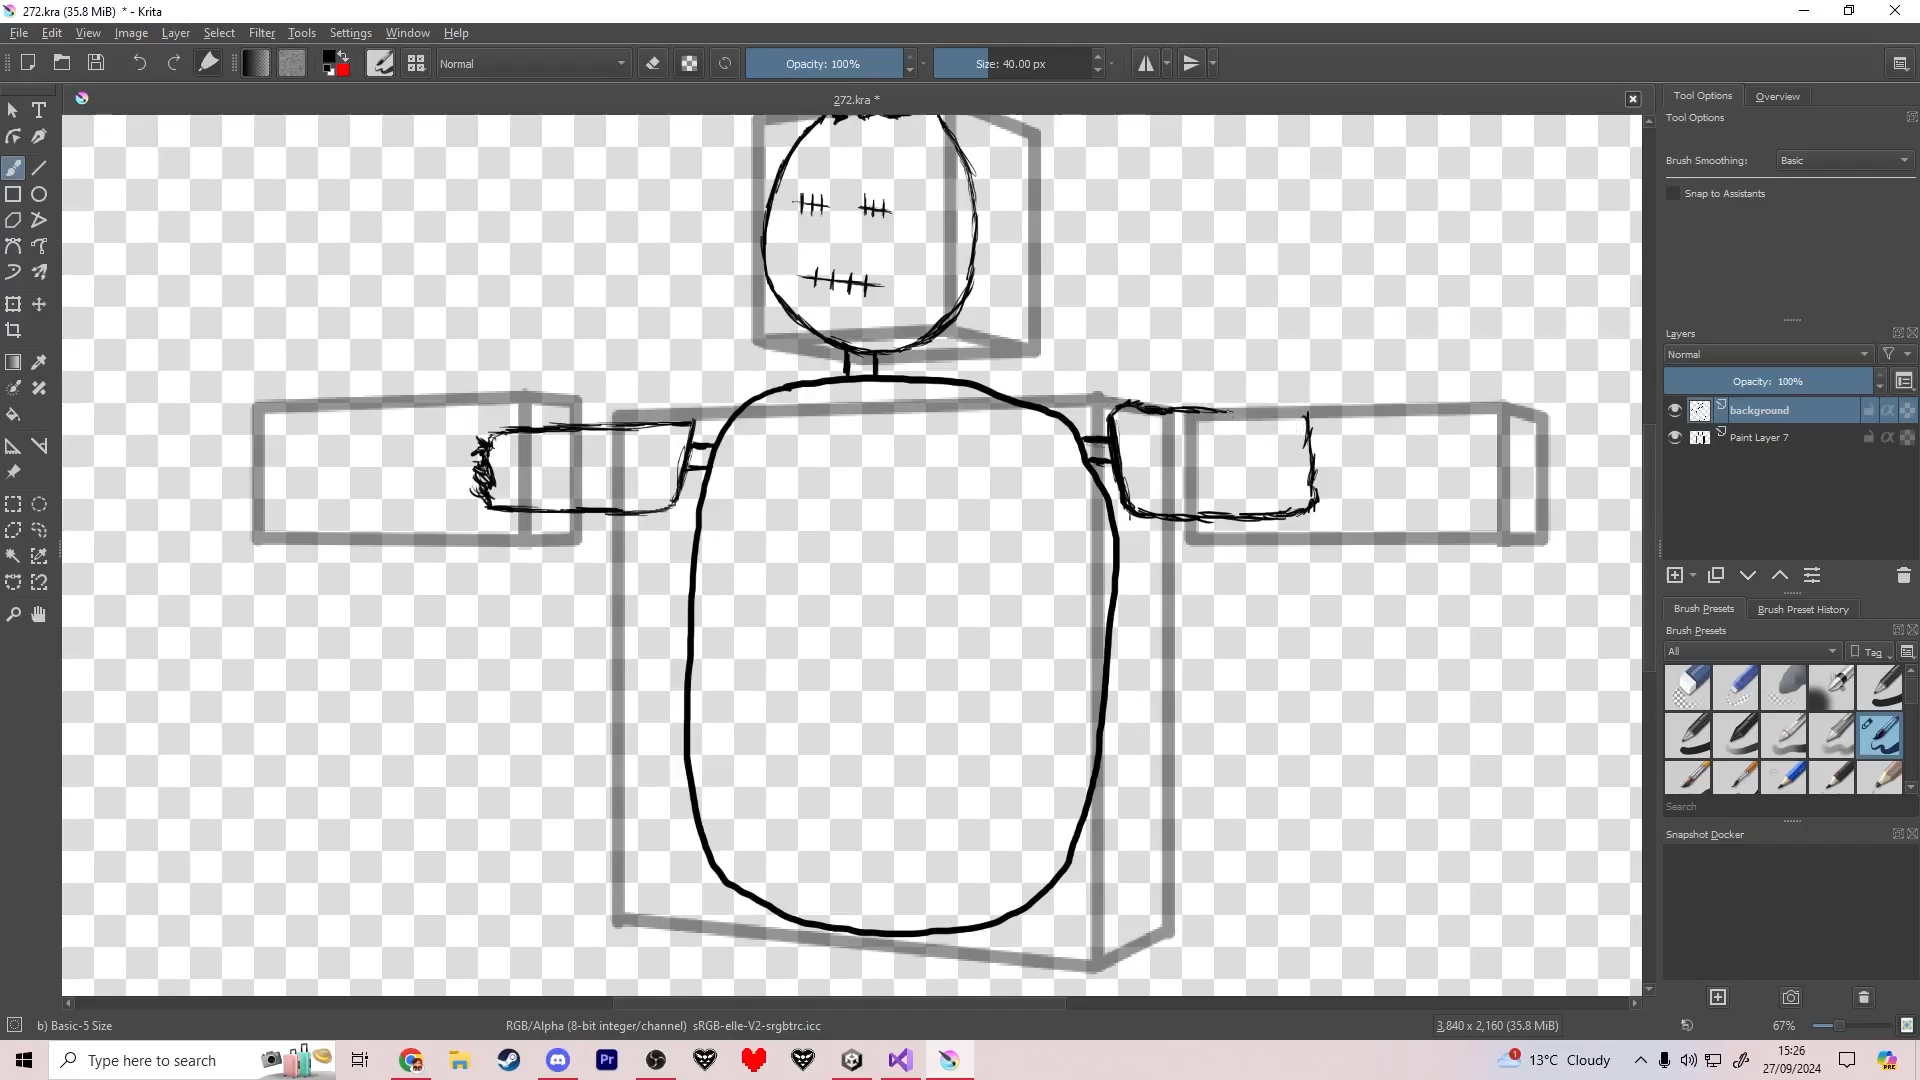 272.kra (35.8 MiB) * - Krita
File Edit View Image Layer Select Filter Tools Settings Window Help
Normal
Opacity: 100%
Size: 40.00 px
272.kra *
Tool Options
Overview
Tool Options
Brush Smoothing: Basic
Snap to Assistants
Layers
Normal
Opacity: 100%
background
Paint Layer 7
Brush Presets
Brush Preset History
Brush Presets
All
Tag
Search
Snapshot Docker
b) Basic-5 Size
RGB/Alpha (8-bit integer/channel) sRGB-elle-V2-srgbtrc.icc
3,840 x 2,160 (35.8 MiB)
67%
Type here to search
Pr
1
13°C Cloudy
15:26
27/09/2024
PRE